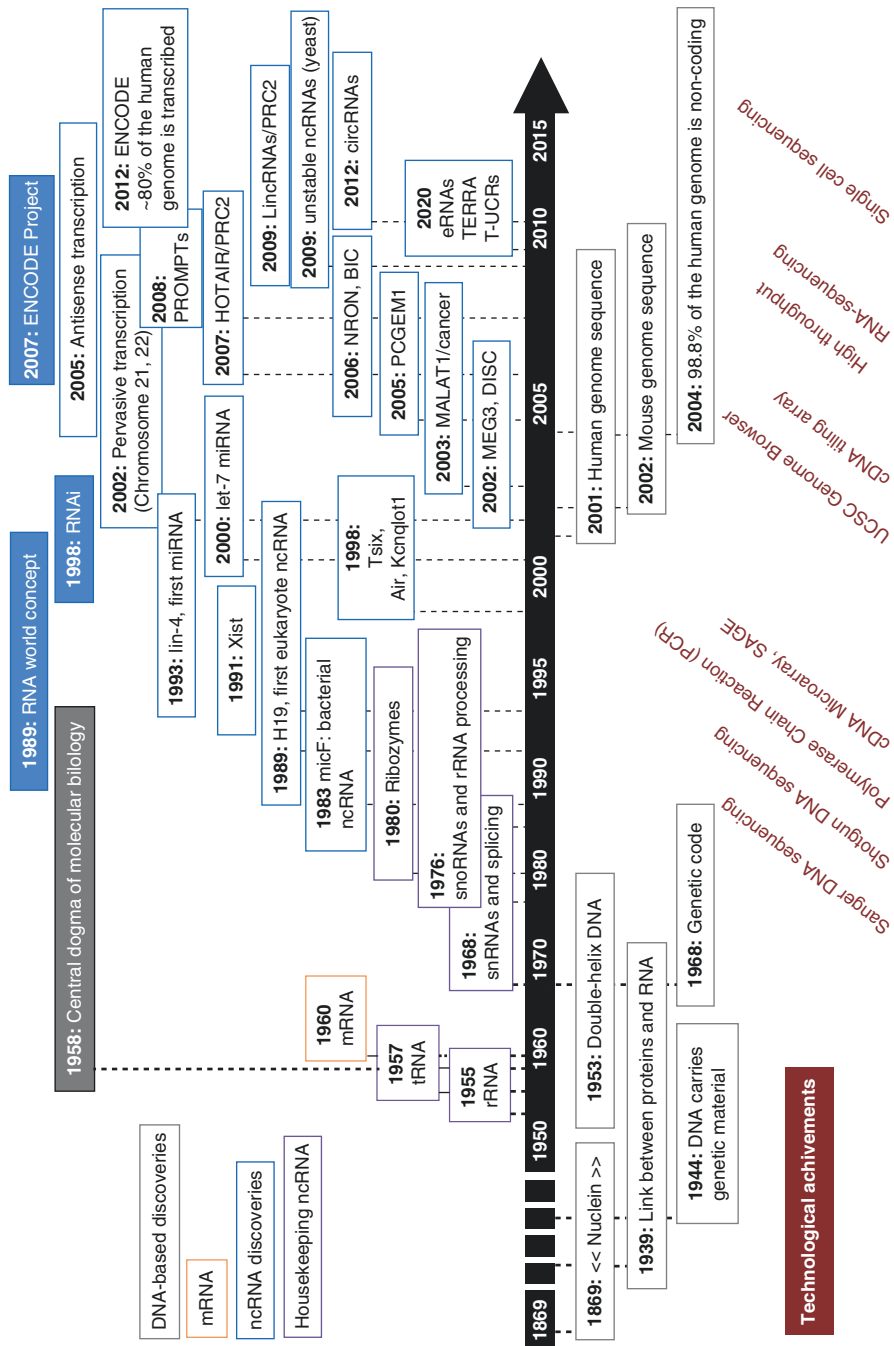 DNA-based discoveries
mRNA
ncRNA discoveries
Housekeeping ncRNA
1989: RNA world concept
2007: ENCODE Project
1958: Central dogma of molecular bilology
1998: RNAi
2005: Antisense transcription
2002: Pervasive transcription
(Chromosome 21, 22)
2012: ENCODE
~80% of the human
genome is transcribed
2008:
PROMPTs
1993: lin-4, first miRNA
2000: let-7 miRNA
2007: HOTAIR/PRC2
1991: Xist
2009: LincRNAs/PRC2
1989: H19, first eukaryote ncRNA
2009: unstable ncRNAs (yeast)
1960
mRNA
1983 micF: bacterial
ncRNA
1998:
Tsix,
Air, Kcnqlot1
2006: NRON, BIC
2012: circRNAs
1957
tRNA
1980: Ribozymes
2005: PCGEM1
2020
eRNAs
TERRA
T-UCRs
1976:
snoRNAs and rRNA processing
2003: MALAT1/cancer
1955
rRNA
1968:
snRNAs and splicing
2002: MEG3, DISC
1869 1950 1960 1970 1980 1990 1995 2000 2005 2010 2015
1869: << Nuclein >>
1953: Double-helix DNA
2001: Human genome sequence
1939: Link between proteins and RNA
2002: Mouse genome sequence
1944: DNA carries
genetic material
1968: Genetic code
2004: 98.8% of the human genome is non-coding
Technological achivements
Sanger DNA sequencing
Shotgun DNA sequencing
Polymerase Chain Reaction (PCR)
cDNA Microarray, SAGE
UCSC Genome Browser
cDNA tiling array
High throughput
RNA-sequencing
Single cell sequencing